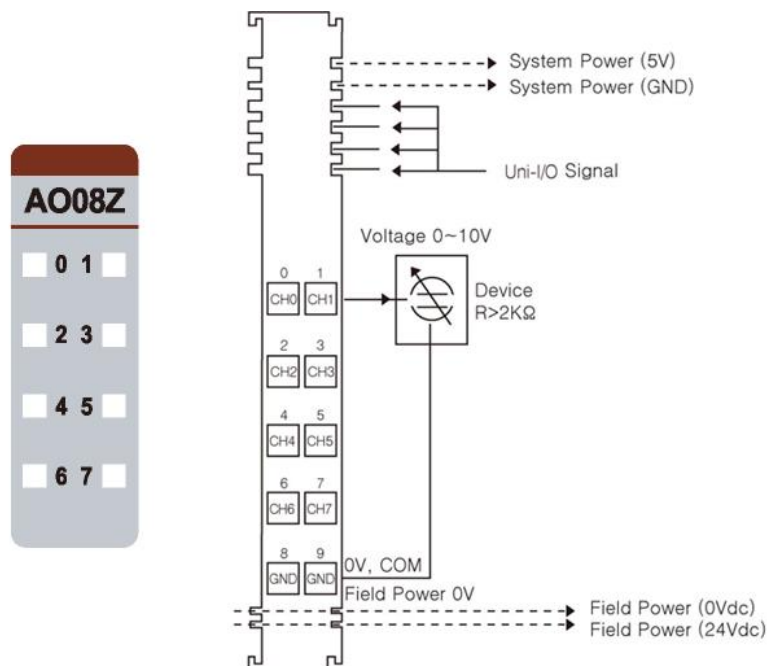 AO08Z
0 1
2 3
4 5
6 7
System Power (5V)
System Power (GND)
Uni-I/O Signal
Voltage 0~10V
Device
R>2KΩ
0 1
CH0 CH1
2 3
CH2 CH3
4 5
CH4 CH5
6 7
CH6 CH7
8 9
GND GND
0V, COM
Field Power 0V
Field Power (0Vdc)
Field Power (24Vdc)